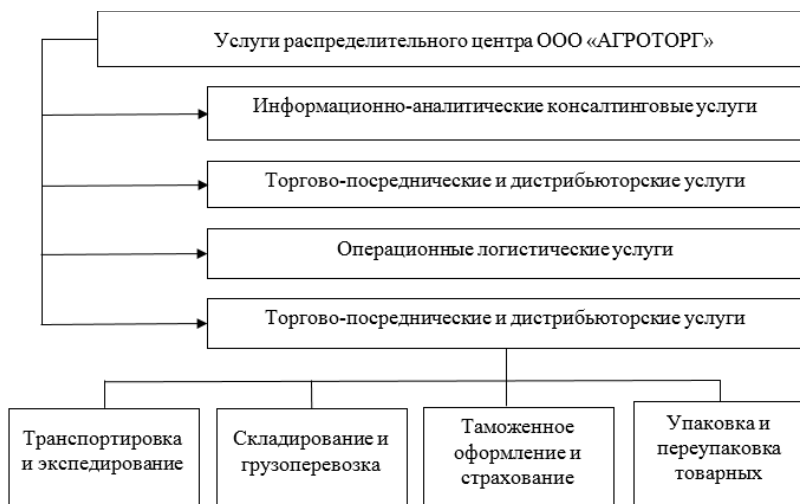 Услуги распределительного центра ООО «АГРОТОРГ»
Информационно-аналитические консалтинговые услуги
Торгово-посреднические и дистрибьюторские услуги
Операционные логистические услуги
Торгово-посреднические и дистрибьюторские услуги
Транспортировка
и экспедирование
Складирование и
грузоперевозка
Таможенное
оформление и
страхование
Упаковка и
переупаковка
товарных